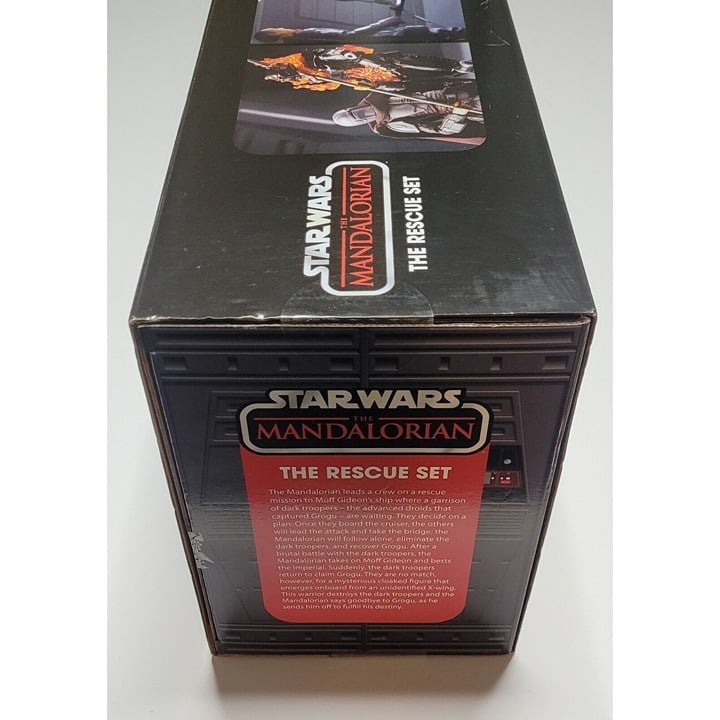 STAR WARS
THE
MANDALORIAN
THE RESCUE SET
STAR WARS
THE
MANDALORIAN
THE RESCUE SET
The Mandalorian leads a crew on a rescue
mission to Moff Gideon's ship where a garrison
of dark troopers – the advanced droids that
captured Grogu – are waiting. They decide on a
plan: Once they board the cruiser, the others
will lead the attack and take the bridge; the
Mandalorian will follow alone, eliminate the
dark troopers, and recover Grogu. After a
brutal battle with the dark troopers, the
Mandalorian takes on Moff Gideon and bests
the Imperial. Suddenly, the dark troopers
return to claim Grogu. They are no match,
however, for a mysterious cloaked figure that
emerges onboard from an unidentified X-wing.
This warrior destroys the dark troopers and the
Mandalorian says goodbye to Grogu, as he
sends him off to fulfill his destiny.